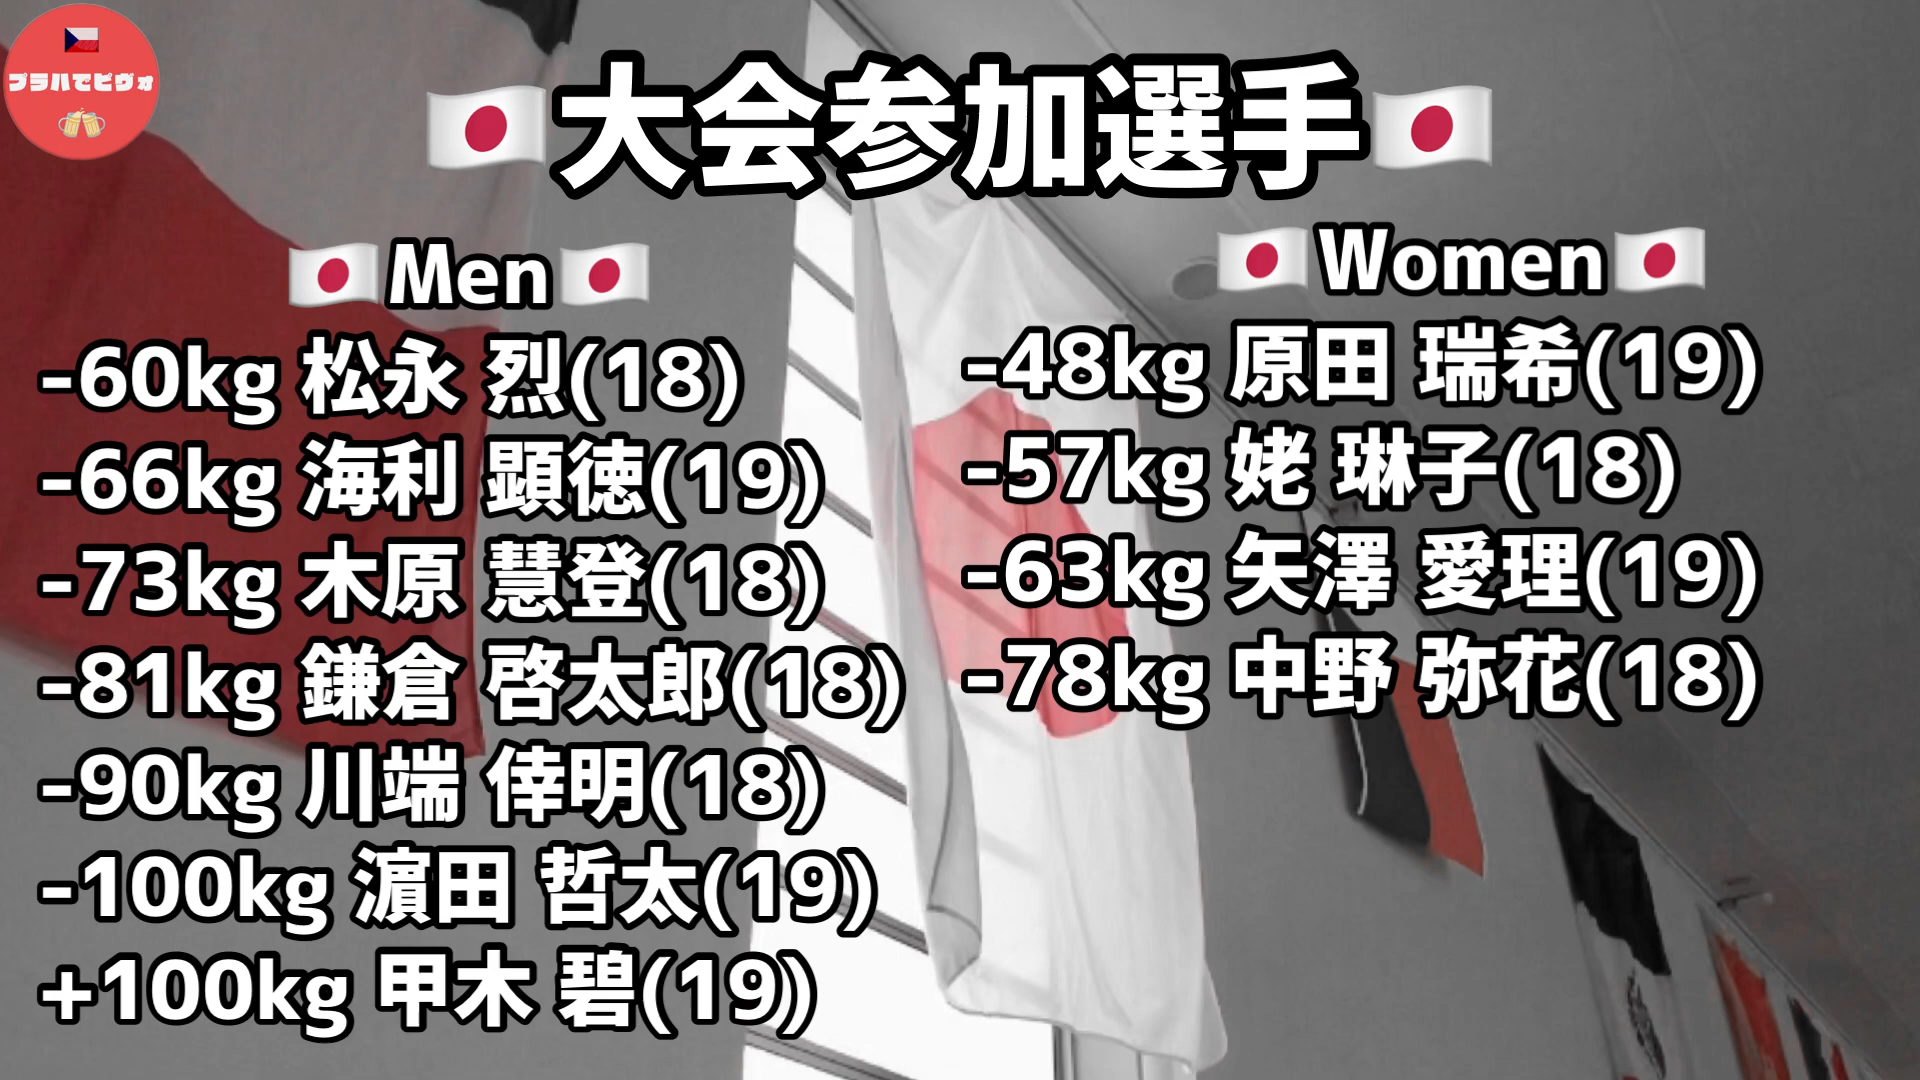 プラハでピヴォ
大会参加選手
Men
-60kg 松永 烈(18)
-66kg 海利 顕徳(19)
-73kg 木原 慧登(18)
-81kg 鎌倉 啓太郎(18)
-90kg 川端 倖明(18)
-100kg 濵田 哲太(19)
+100kg 甲木 碧(19)
Women
-48kg 原田 瑞希(19)
-57kg 姥 琳子(18)
-63kg 矢澤 愛理(19)
-78kg 中野 弥花(18)